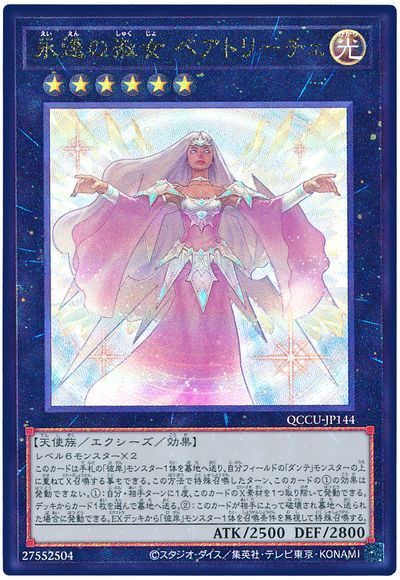 永遠の淑女 ベアトリーチェ
光
QCCU-JP144
【天使族/エクシーズ/効果】
レベル6モンスター×2
このカードは手札の「彼岸」モンスター1体を墓地へ送り、自分フィールドの「ダンテ」モンスターの上
に重ねてX召喚する事もできる。この方法で特殊召喚したターン、このカードの①の効果は
発動できない。①:自分・相手ターンに1度、このカードのX素材を1つ取り除いて発動できる。
デッキからカード1枚を選んで墓地へ送る。②:このカードが相手によって破壊され墓地へ送られ
た場合に発動できる。EXデッキから「彼岸」モンスター1体を召喚条件を無視して特殊召喚する。
ATK/2500 DEF/2800
27552504
©スタジオ・ダイス/集英社・テレビ東京・KONAMI